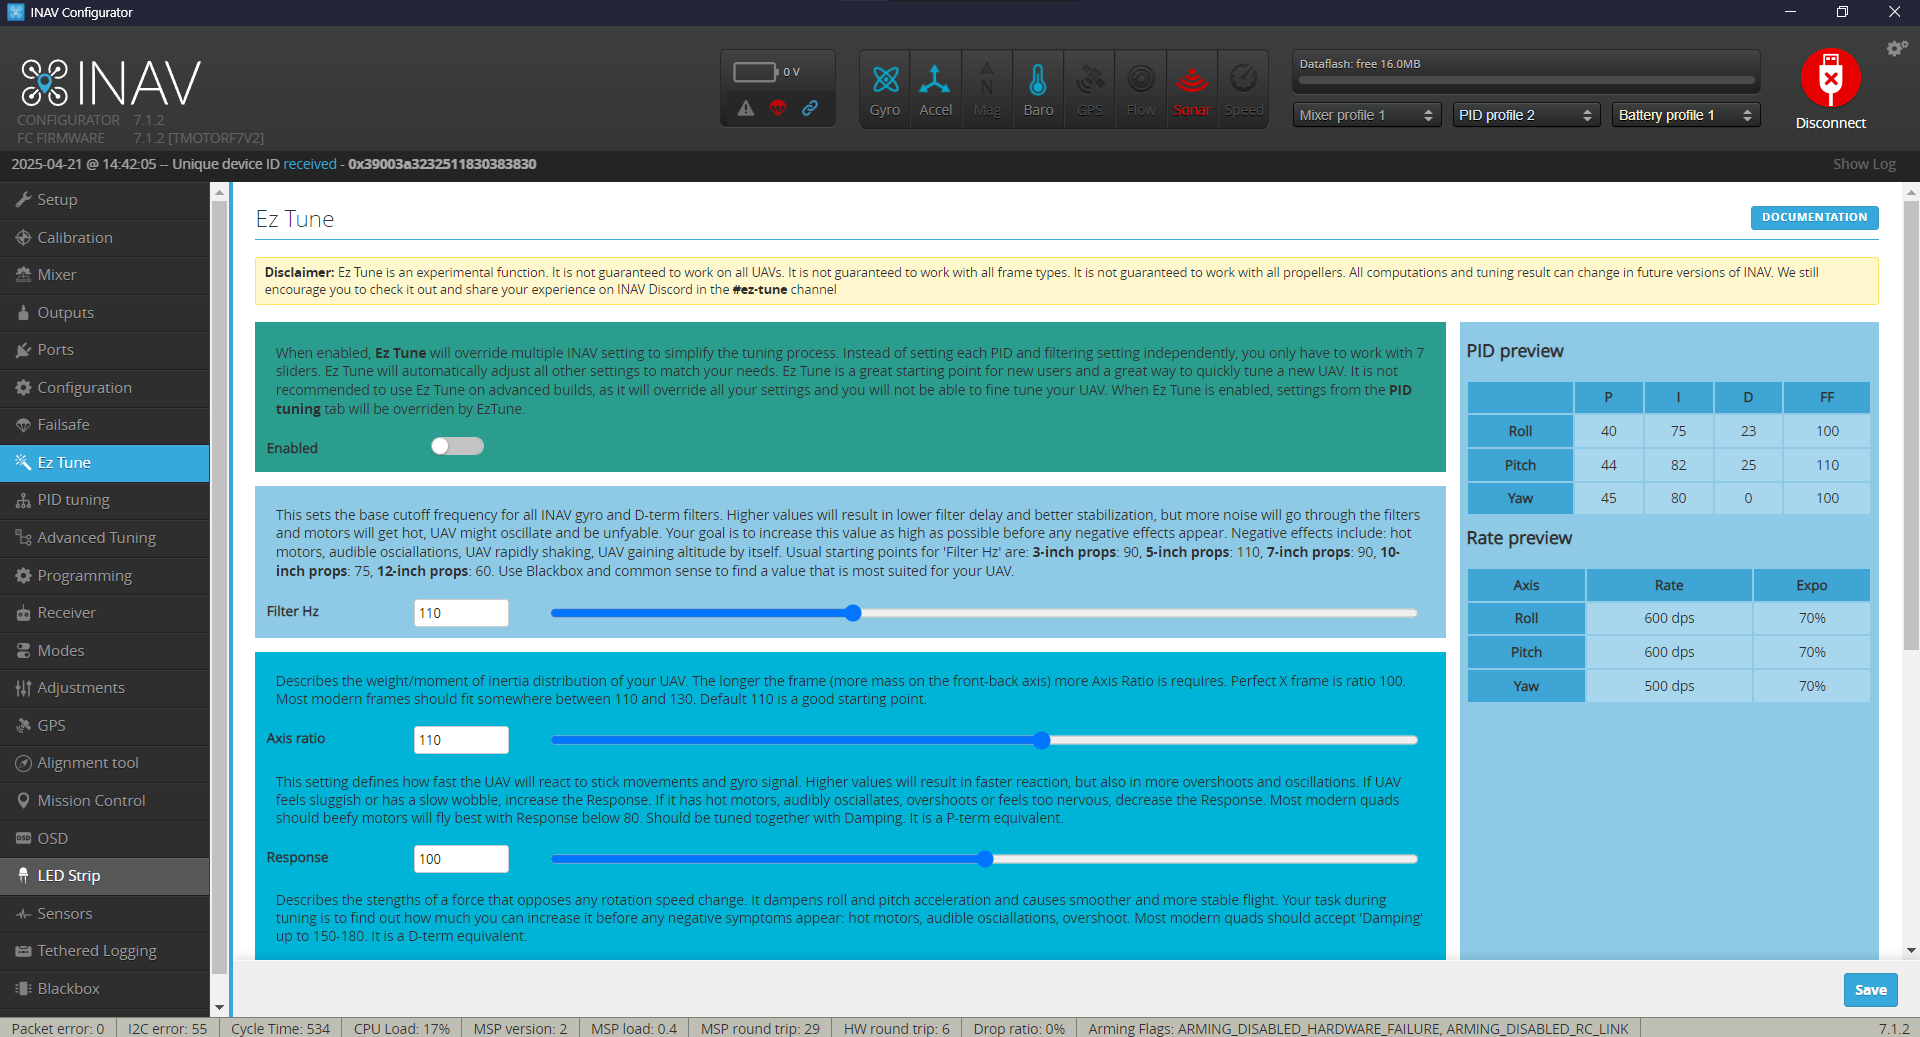 INAV Configurator
INAV
CONFIGURATOR 7.1.2
FC FIRMWARE 7.1.2 [TMOTORF7V2]
0 V
Gyro
Accel
Mag
Baro
GPS
Flow
Sonar
Speed
Dataflash: free 16.0MB
Mixer profile 1
PID profile 2
Battery profile 1
Disconnect
2025-04-21 @ 14:42:05 -- Unique device ID received - 0x39003a3232511830383830
Show Log
Setup
Calibration
Mixer
Outputs
Ports
Configuration
Failsafe
Ez Tune
PID tuning
Advanced Tuning
Programming
Receiver
Modes
Adjustments
GPS
Alignment tool
Mission Control
OSD
LED Strip
Sensors
Tethered Logging
Blackbox
Ez Tune
DOCUMENTATION
Disclaimer: Ez Tune is an experimental function. It is not guaranteed to work on all UAVs. It is not guaranteed to work with all frame types. It is not guaranteed to work with all propellers. All computations and tuning result can change in future versions of INAV. We still
encourage you to check it out and share your experience on INAV Discord in the #ez-tune channel
When enabled, Ez Tune will override multiple INAV setting to simplify the tuning process. Instead of setting each PID and filtering setting independently, you only have to work with 7
sliders. Ez Tune will automatically adjust all other settings to match your needs. Ez Tune is a great starting point for new users and a great way to quickly tune a new UAV. It is not
recommended to use Ez Tune on advanced builds, as it will override all your settings and you will not be able to fine tune your UAV. When Ez Tune is enabled, settings from the PID
tuning tab will be overriden by EzTune.
Enabled
This sets the base cutoff frequency for all INAV gyro and D-term filters. Higher values will result in lower filter delay and better stabilization, but more noise will go through the filters
and motors will get hot, UAV might oscillate and be unfyable. Your goal is to increase this value as high as possible before any negative effects appear. Negative effects include: hot
motors, audible osciallations, UAV rapidly shaking, UAV gaining altitude by itself. Usual starting points for 'Filter Hz' are: 3-inch props: 90, 5-inch props: 110, 7-inch props: 90, 10-
inch props: 75, 12-inch props: 60. Use Blackbox and common sense to find a value that is most suited for your UAV.
Filter Hz 110
Describes the weight/moment of inertia distribution of your UAV. The longer the frame (more mass on the front-back axis) more Axis Ratio is requires. Perfect X frame is ratio 100.
Most modern frames should fit somewhere between 110 and 130. Default 110 is a good starting point.
Axis ratio 110
This setting defines how fast the UAV will react to stick movements and gyro signal. Higher values will result in faster reaction, but also in more overshoots and oscillations. If UAV
feels sluggish or has a slow wobble, increase the Response. If it has hot motors, audibly osciallates, overshoots or feels too nervous, decrease the Response. Most modern quads
should beefy motors will fly best with Response below 80. Should be tuned together with Damping. It is a P-term equivalent.
Response 100
Describes the stengths of a force that opposes any rotation speed change. It dampens roll and pitch acceleration and causes smoother and more stable flight. Your task during
tuning is to find out how much you can increase it before any negative symptoms appear: hot motors, audible osciallations, overshoot. Most modern quads should accept 'Damping'
up to 150-180. It is a D-term equivalent.
PID preview
P I D FF
Roll 40 75 23 100
Pitch 44 82 25 110
Yaw 45 80 0 100
Rate preview
Axis Rate Expo
Roll 600 dps 70%
Pitch 600 dps 70%
Yaw 500 dps 70%
Save
Packet error: 0 I2C error: 55 Cycle Time: 534 CPU Load: 17% MSP version: 2 MSP load: 0.4 MSP round trip: 29 HW round trip: 6 Drop ratio: 0% Arming Flags: ARMING_DISABLED_HARDWARE_FAILURE, ARMING_DISABLED_RC_LINK 7.1.2